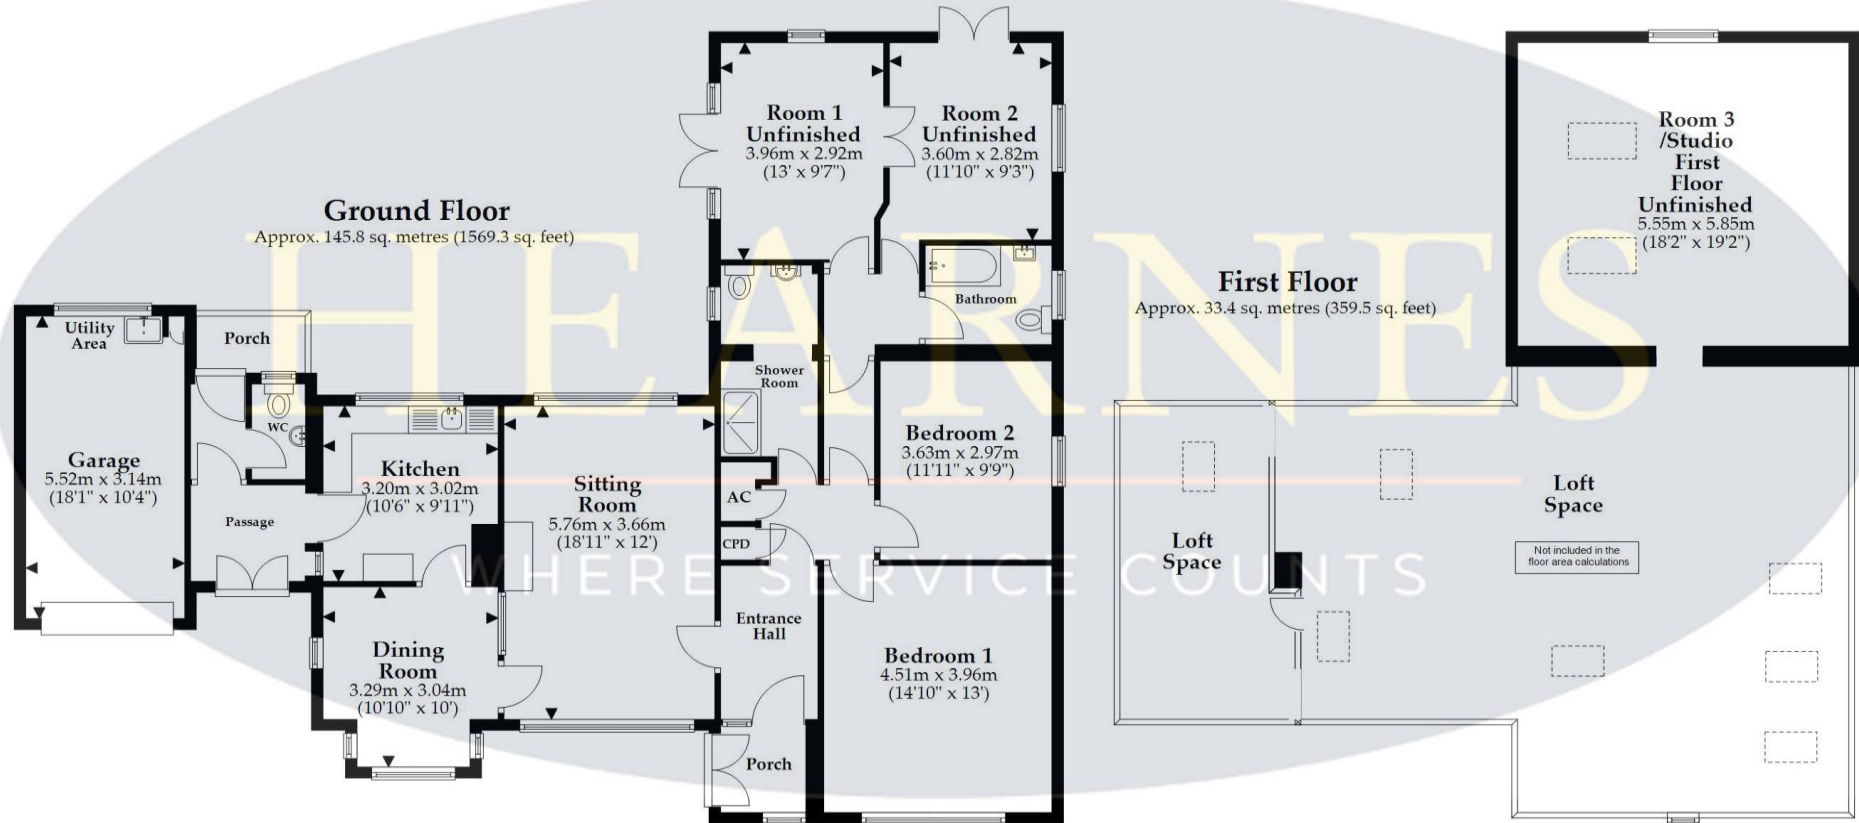 Ground Floor
Approx. 145.8 sq. metres (1569.3 sq. feet)
Room 1
Unfinished
3.96m x 2.92m
(13' x 9'7")
Room 2
Unfinished
3.60m x 2.82m
(11'10" x 9'3")
Bathroom
Utility
Area
Porch
WC
Garage
5.52m x 3.14m
(18'1" x 10'4")
Passage
Kitchen
3.20m x 3.02m
(10'6" x 9'11")
Sitting
Room
5.76m x 3.66m
(18'11" x 12')
Shower
Room
AC
CPD
Bedroom 2
3.63m x 2.97m
(11'11" x 9'9")
Dining
Room
3.29m x 3.04m
(10'10" x 10')
Entrance
Hall
Bedroom 1
4.51m x 3.96m
(14'10" x 13')
Porch
First Floor
Approx. 33.4 sq. metres (359.5 sq. feet)
Room 3
/Studio
First
Floor
Unfinished
5.55m x 5.85m
(18'2" x 19'2")
Loft
Space
Loft
Space
Not included in the
floor area calculations
HEARNES
WHERE SERVICE COUNTS